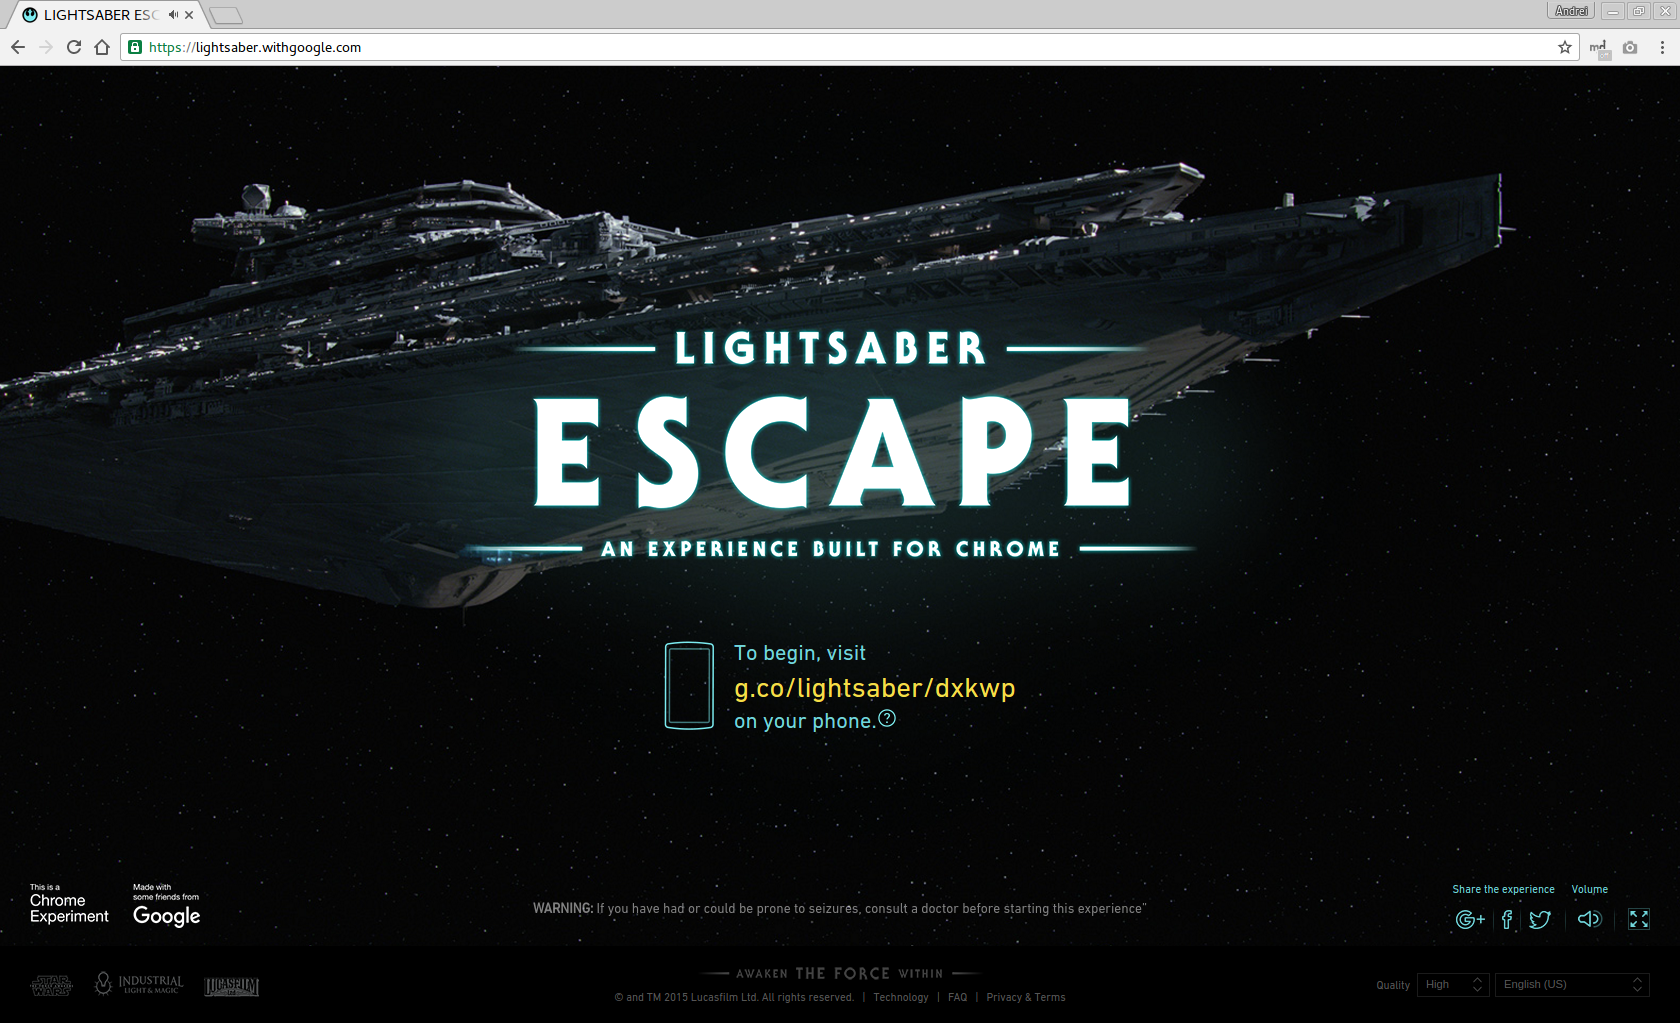 LIGHTSABER ESC
Andrei
https://lightsaber.withgoogle.com
LIGHTSABER
ESCAPE
AN EXPERIENCE BUILT FOR CHROME
To begin, visit
g.co/lightsaber/dxkwp
on your phone.?
This is a
Chrome
Experiment
Made with
some friends from
Google
WARNING: If you have had or could be prone to seizures, consult a doctor before starting this experience"
Share the experience
Volume
STAR WARS
INDUSTRIAL
LIGHT & MAGIC
LUCASFILM
AWAKEN THE FORCE WITHIN
© and TM 2015 Lucasfilm Ltd. All rights reserved. | Technology | FAQ | Privacy & Terms
Quality High English (US)